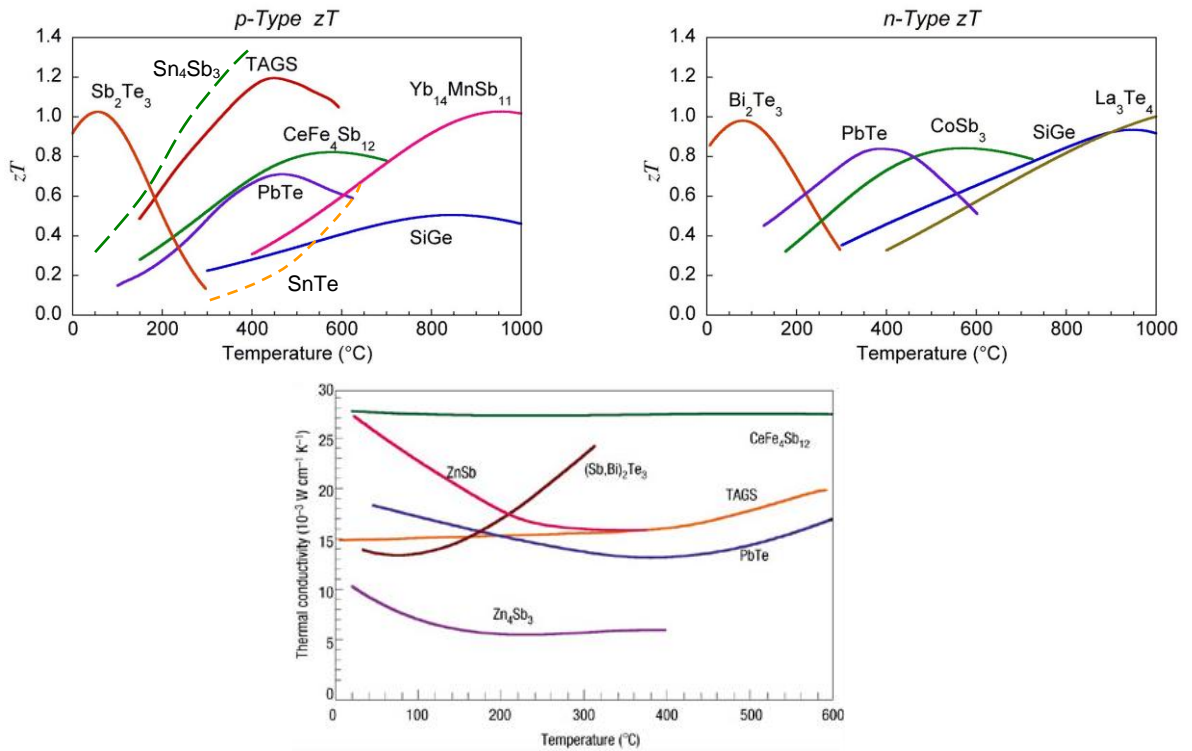 p-Type zT
1.4
1.2
1.0
0.8
0.6
0.4
0.2
0.0
zT
Sb2Te3
Sn4Sb3
TAGS
Yb14MnSb11
CeFe4Sb12
PbTe
SiGe
SnTe
0 200 400 600 800 1000
Temperature (°C)
n-Type zT
1.4
1.2
1.0
0.8
0.6
0.4
0.2
0.0
zT
Bi2Te3
PbTe
CoSb3
SiGe
La3Te4
0 200 400 600 800 1000
Temperature (°C)
30
25
20
15
10
5
0
Thermal conductivity (10−3 W cm−1 K−1)
CeFe4Sb12
ZnSb
(Sb,Bi)2Te3
TAGS
PbTe
Zn4Sb3
0 100 200 300 400 500 600
Temperature (°C)